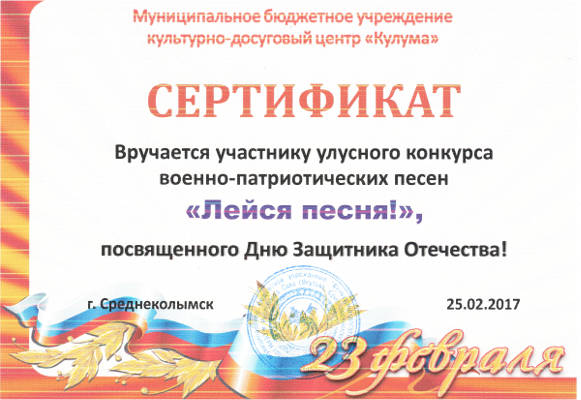 Муниципальное бюджетное учреждение
культурно-досуговый центр «Кулума»
СЕРТИФИКАТ
Вручается участнику улусного конкурса
военно-патриотических песен
«Лейся песня!»,
посвященного Дню Защитника Отечества!
г. Среднеколымск
25.02.2017
23 февраля